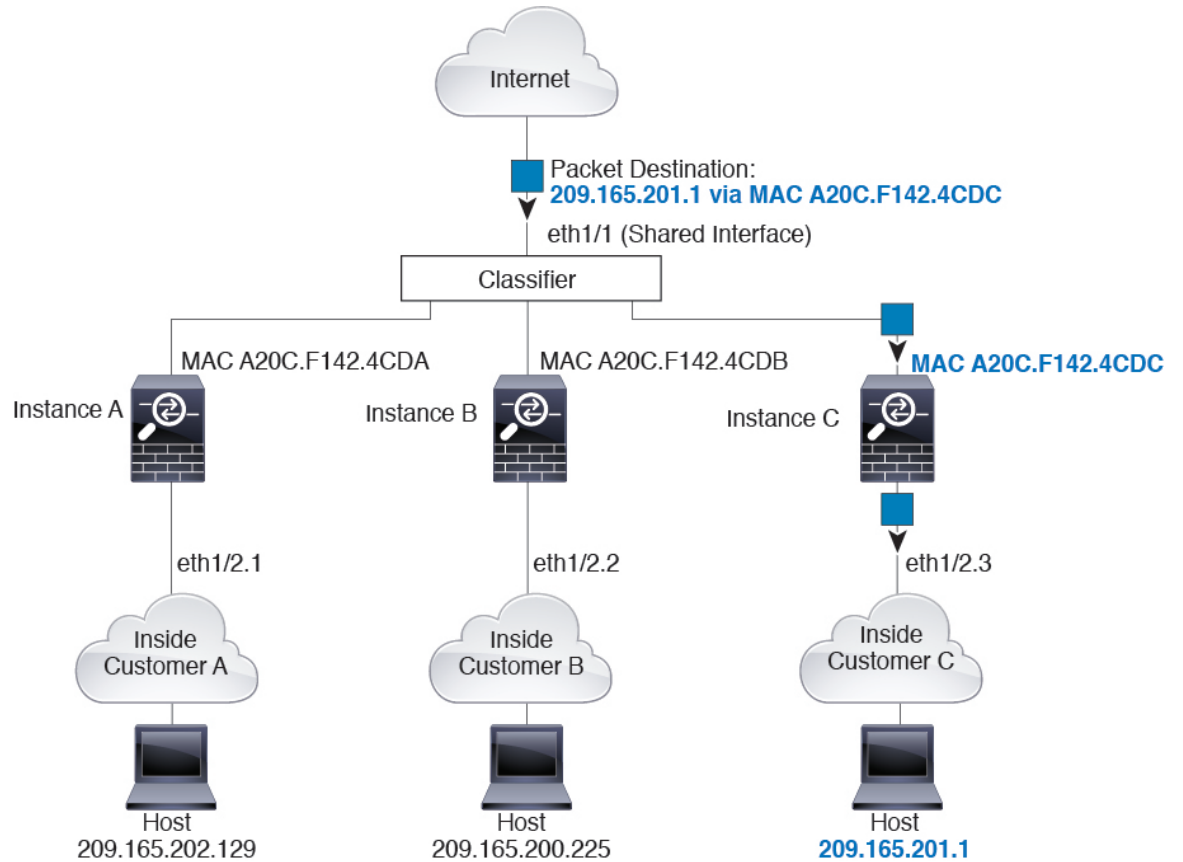 Internet
Packet Destination:
209.165.201.1 via MAC A20C.F142.4CDC
eth1/1 (Shared Interface)
Classifier
MAC A20C.F142.4CDA
MAC A20C.F142.4CDB
MAC A20C.F142.4CDC
Instance A
Instance B
Instance C
eth1/2.1
eth1/2.2
eth1/2.3
Inside
Customer A
Inside
Customer B
Inside
Customer C
Host
209.165.202.129
Host
209.165.200.225
Host
209.165.201.1